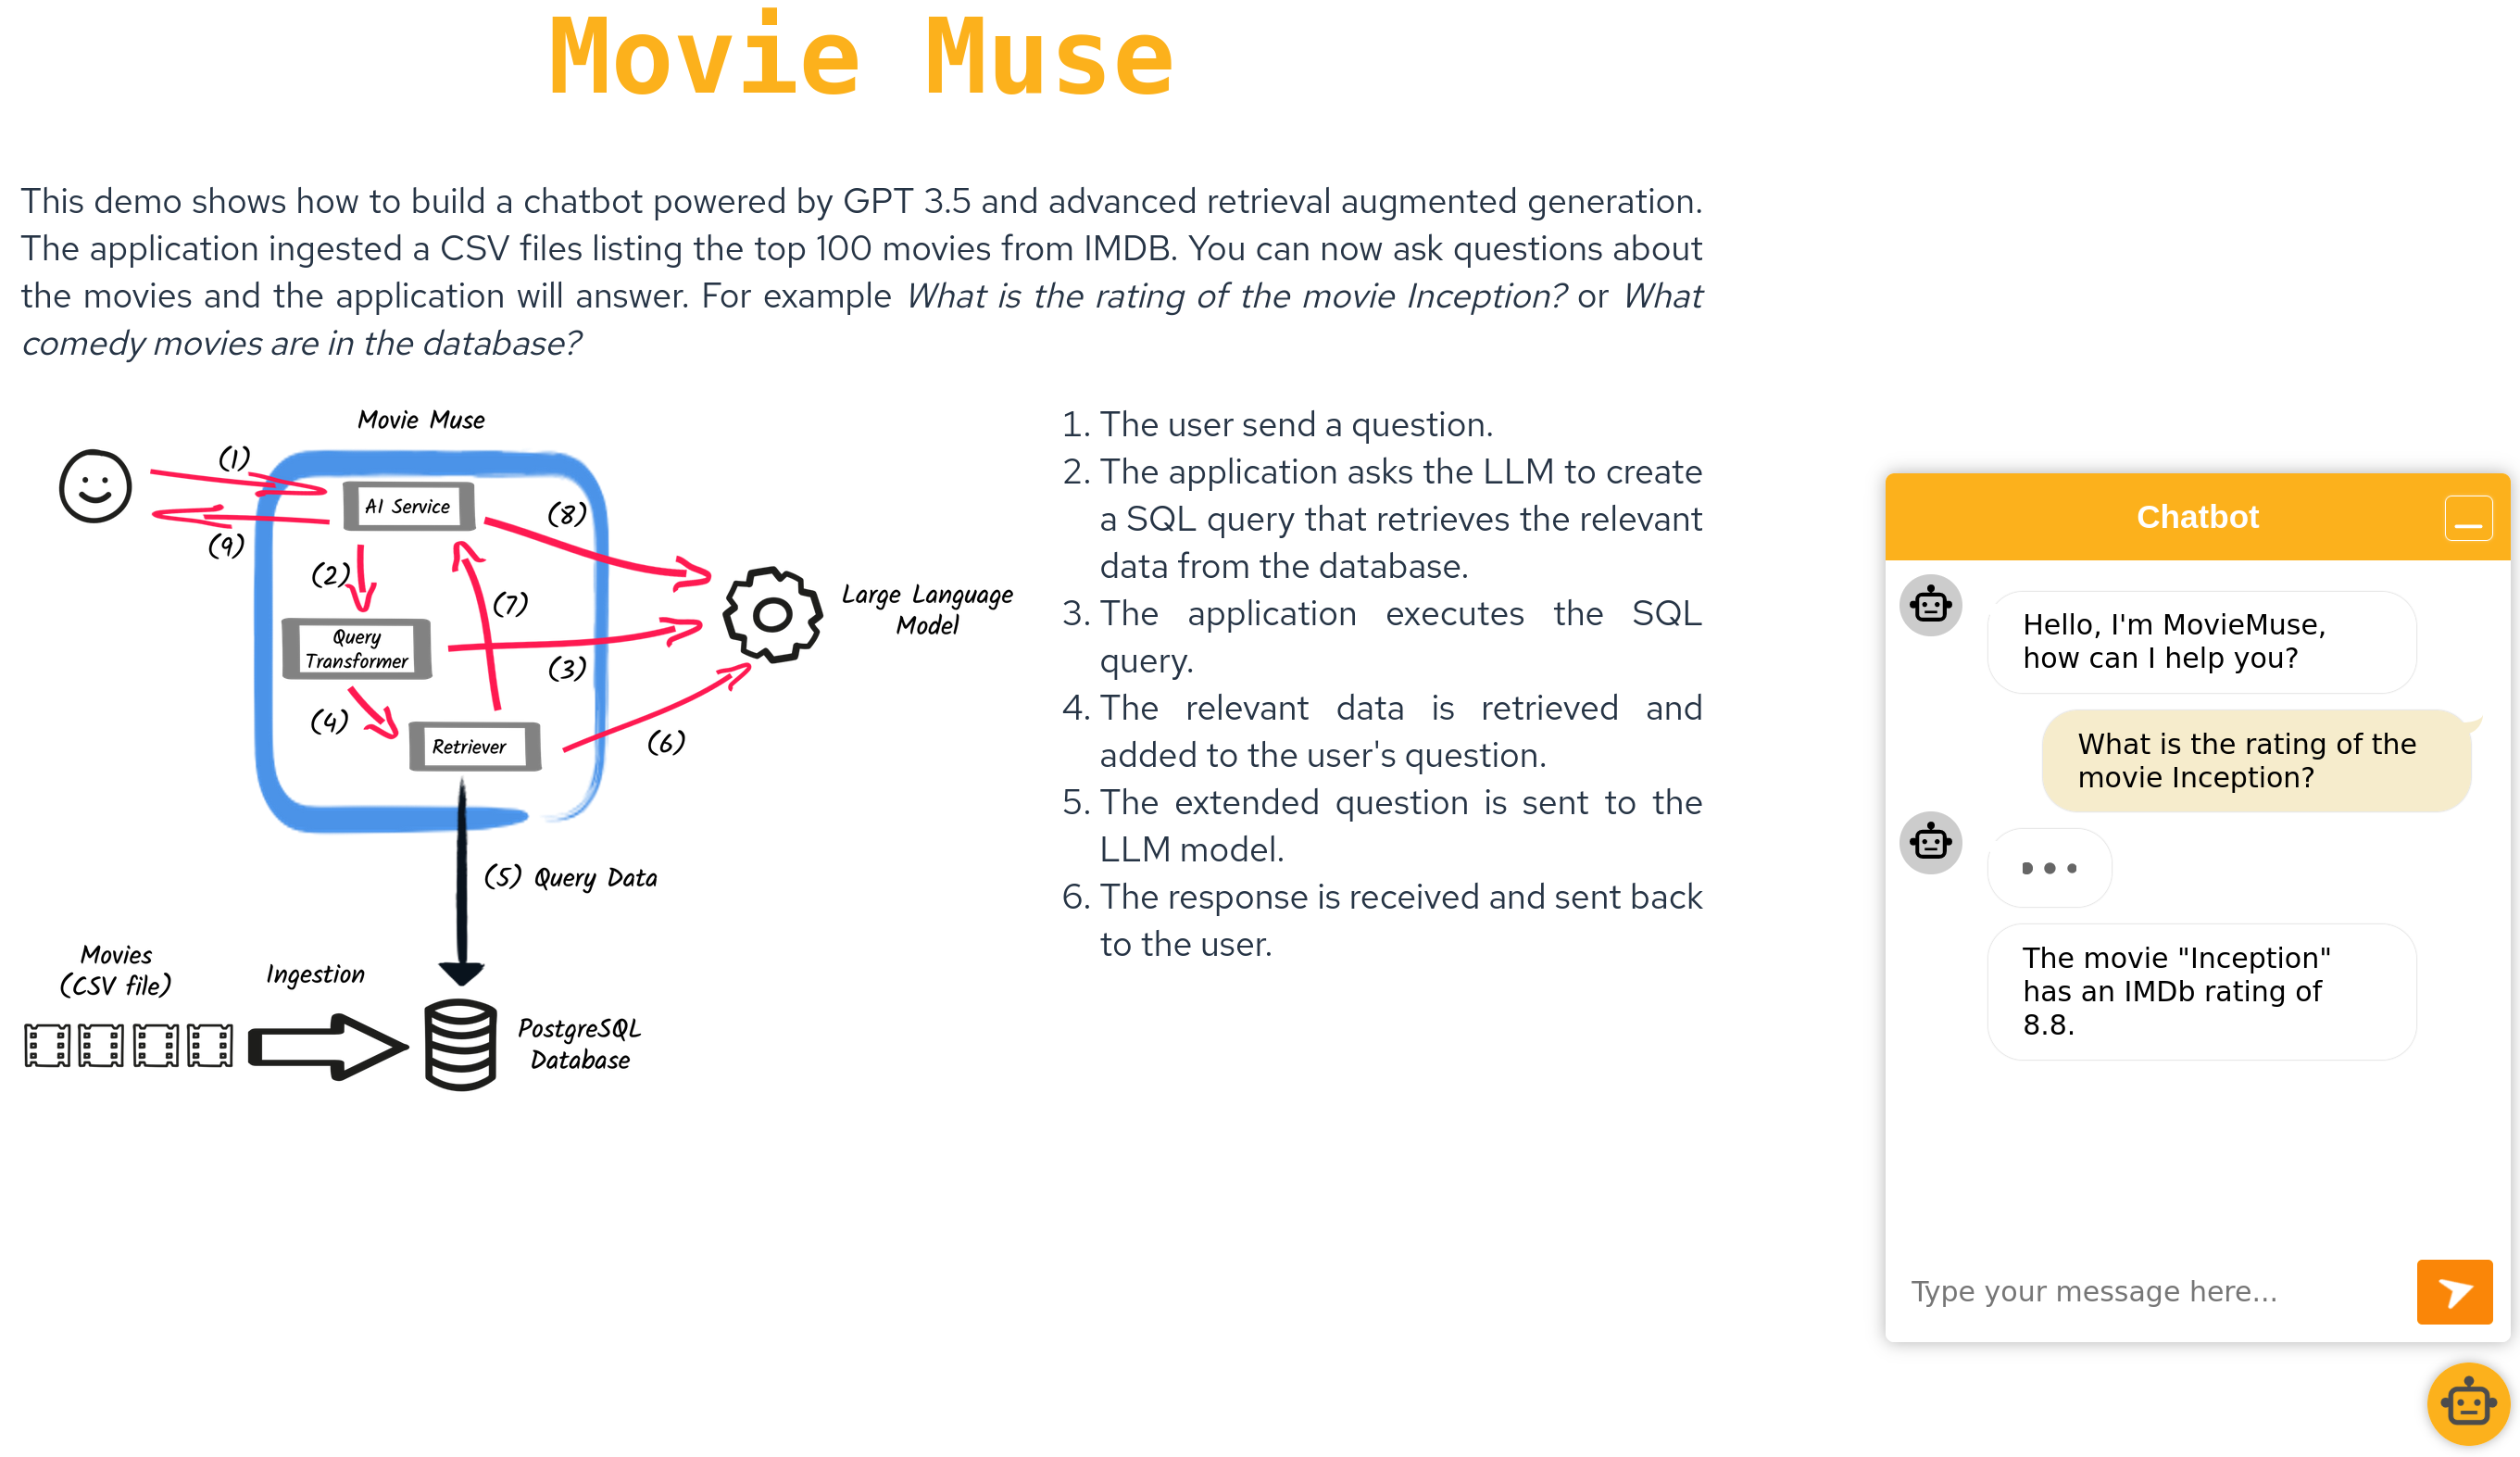 Movie Muse
This demo shows how to build a chatbot powered by GPT 3.5 and advanced retrieval augmented generation.
The application ingested a CSV files listing the top 100 movies from IMDB. You can now ask questions about
the movies and the application will answer. For example What is the rating of the movie Inception? or What
comedy movies are in the database?
Movie Muse
(1)
AI Service
(8)
(9)
(2)
(7)
Large Language
Model
Query
Transformer
(3)
(4)
Retriever
(6)
(5) Query Data
Movies
(CSV file)
Ingestion
PostgreSQL
Database
1. The user send a question.
2. The application asks the LLM to create
a SQL query that retrieves the relevant
data from the database.
3. The application executes the SQL
query.
4. The relevant data is retrieved and
added to the user's question.
5. The extended question is sent to the
LLM model.
6. The response is received and sent back
to the user.
Chatbot
Hello, I'm MovieMuse,
how can I help you?
What is the rating of the
movie Inception?
The movie "Inception"
has an IMDb rating of
8.8.
Type your message here...